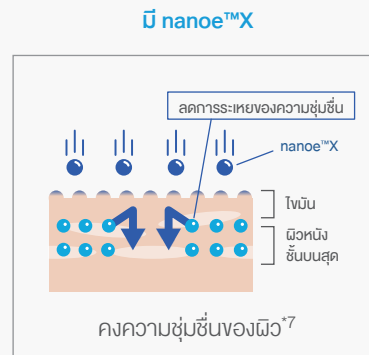 มี nanoe™X
ลดการระเหยของความชุ่มชื่น
nanoe™X
ไขมัน
ผิวหนัง
ชั้นบนสุด
คงความชุ่มชื่นของผิว*7